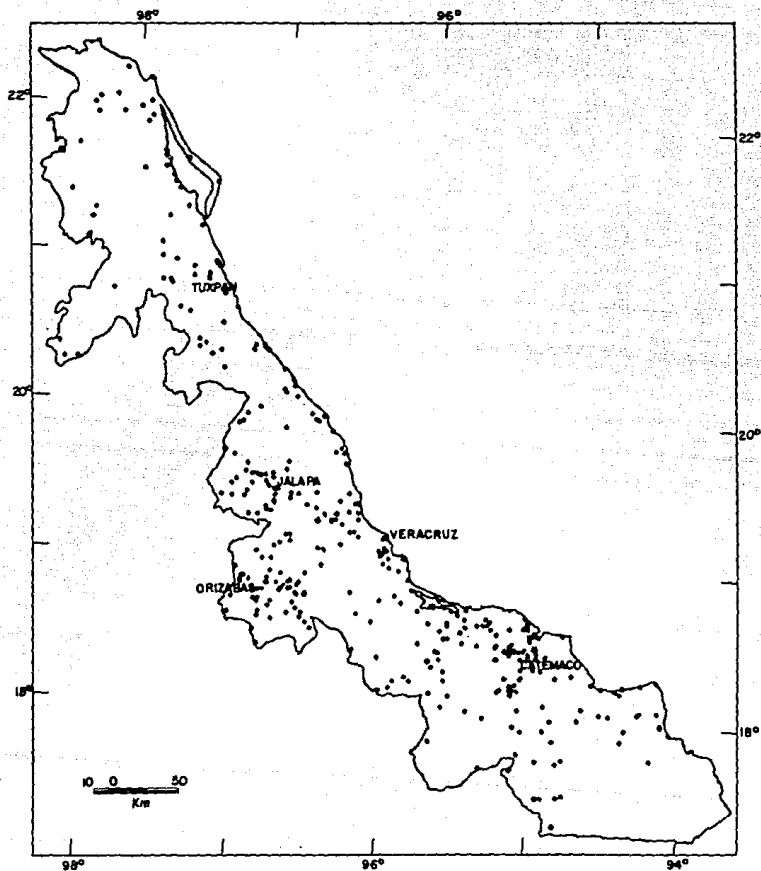 98° 96°
22°
22°
TUXPAN
20°
20°
JALAPA
VERACRUZ
ORIZABA
CATEMACO
18°
18°
10 0 50
Km
98° 96° 94°